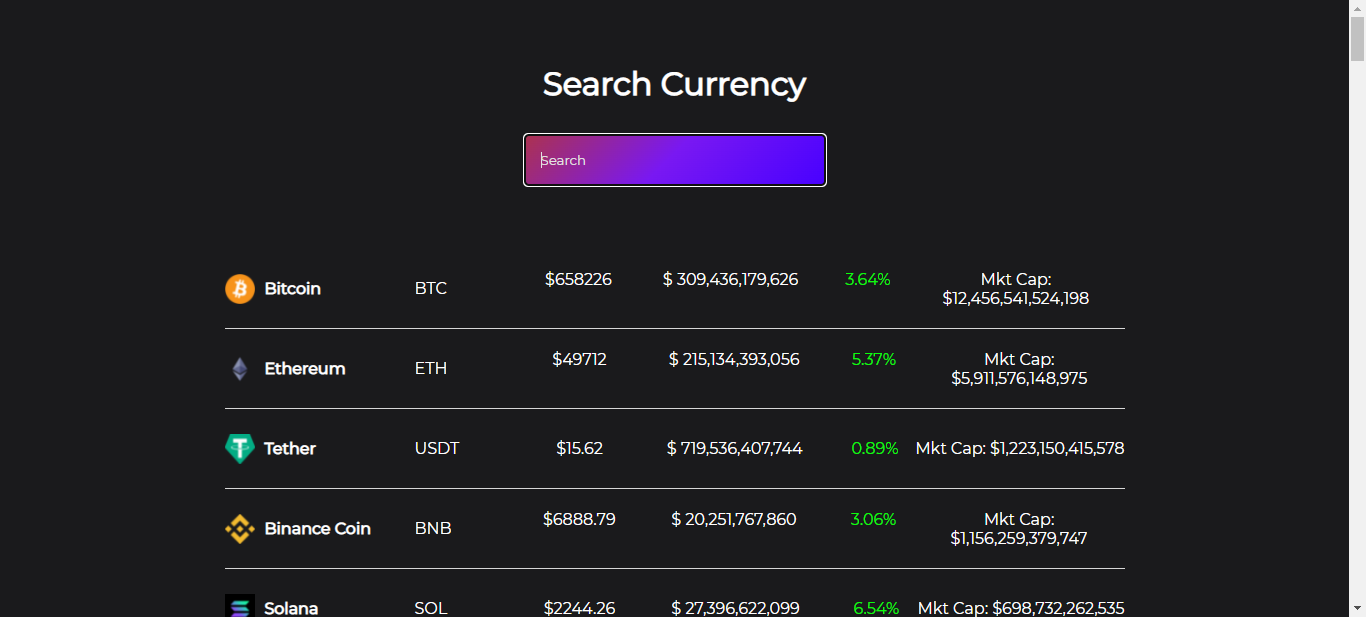 Search Currency
Search
Bitcoin BTC $658226 $ 309,436,179,626 3.64% Mkt Cap:
$12,456,541,524,198
Ethereum ETH $49712 $ 215,134,393,056 5.37% Mkt Cap:
$5,911,576,148,975
Tether USDT $15.62 $ 719,536,407,744 0.89% Mkt Cap: $1,223,150,415,578
Binance Coin BNB $6888.79 $ 20,251,767,860 3.06% Mkt Cap:
$1,156,259,379,747
Solana SOL $2244.26 $ 27,396,622,099 6.54% Mkt Cap: $698,732,262,535